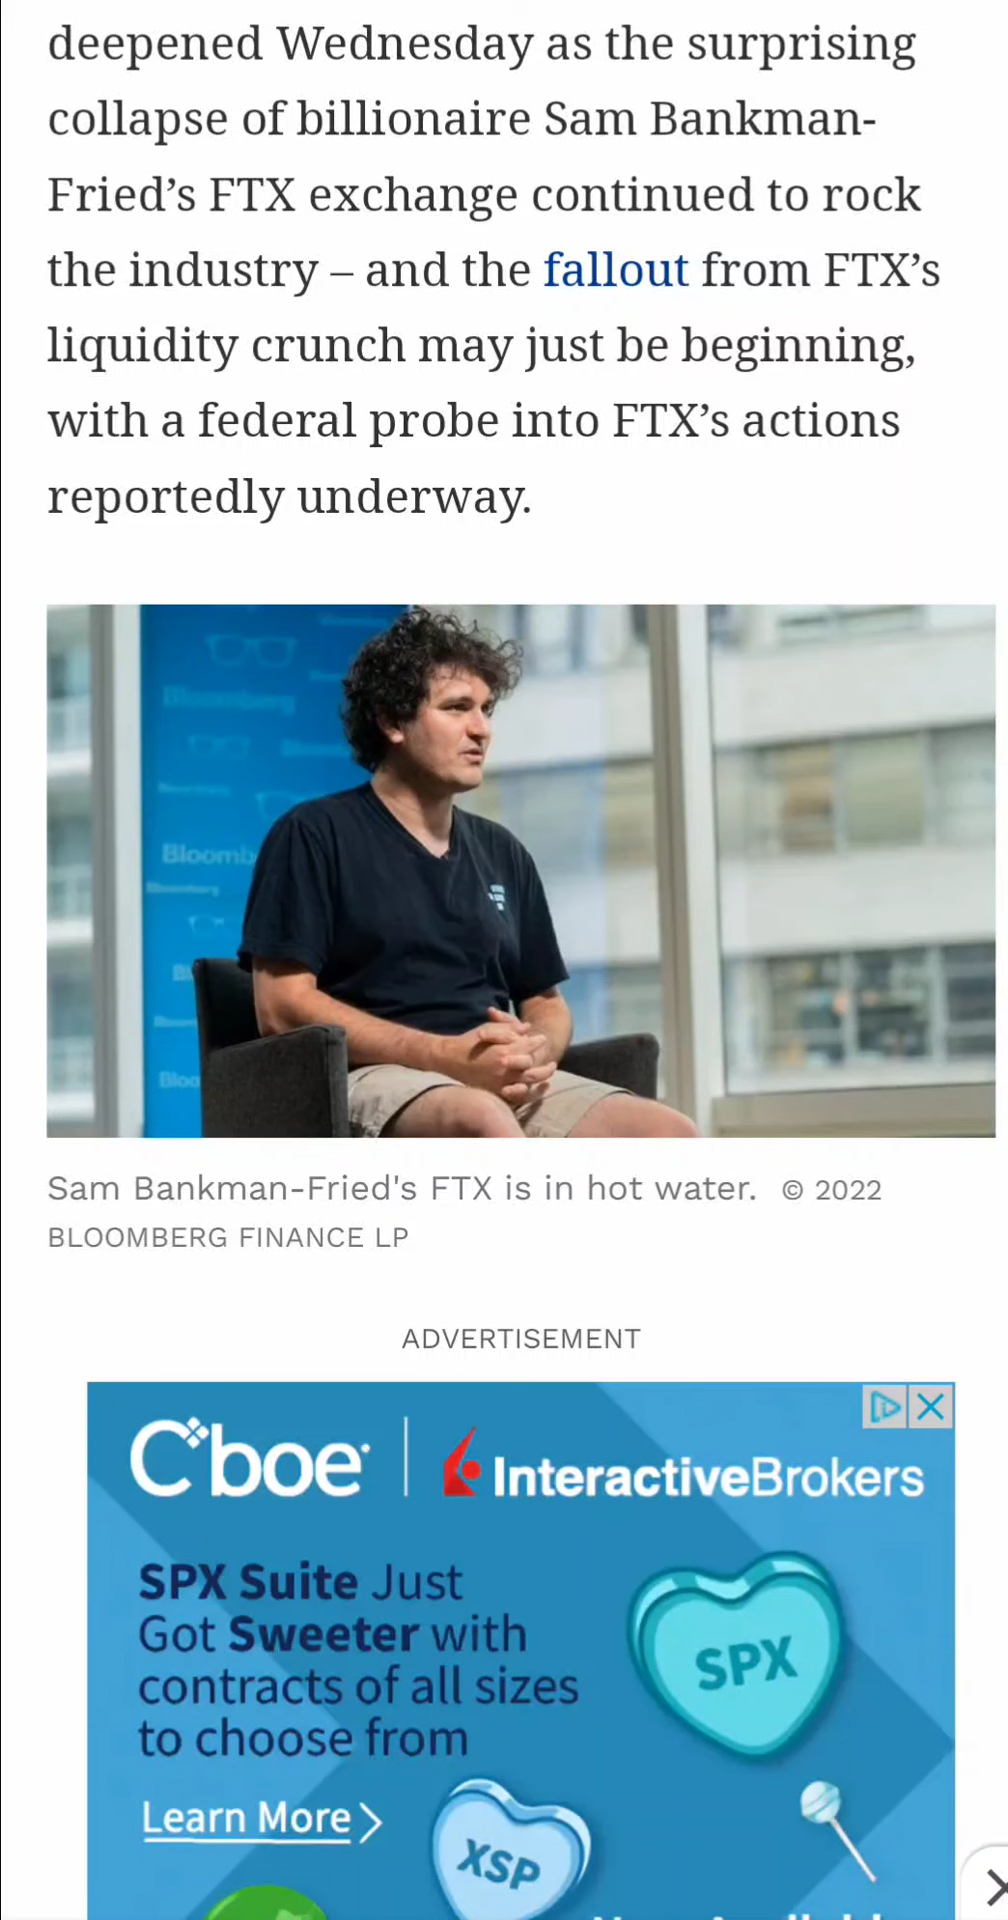 deepened Wednesday as the surprising
collapse of billionaire Sam Bankman-
Fried’s FTX exchange continued to rock
the industry – and the fallout from FTX’s
liquidity crunch may just be beginning,
with a federal probe into FTX’s actions
reportedly underway.
Bloomberg
Bloomb
Bloo
Sam Bankman-Fried's FTX is in hot water. © 2022
BLOOMBERG FINANCE LP
ADVERTISEMENT
Cboe | InteractiveBrokers
SPX Suite Just
Got Sweeter with
contracts of all sizes
to choose from
SPX
Learn More >
XSP